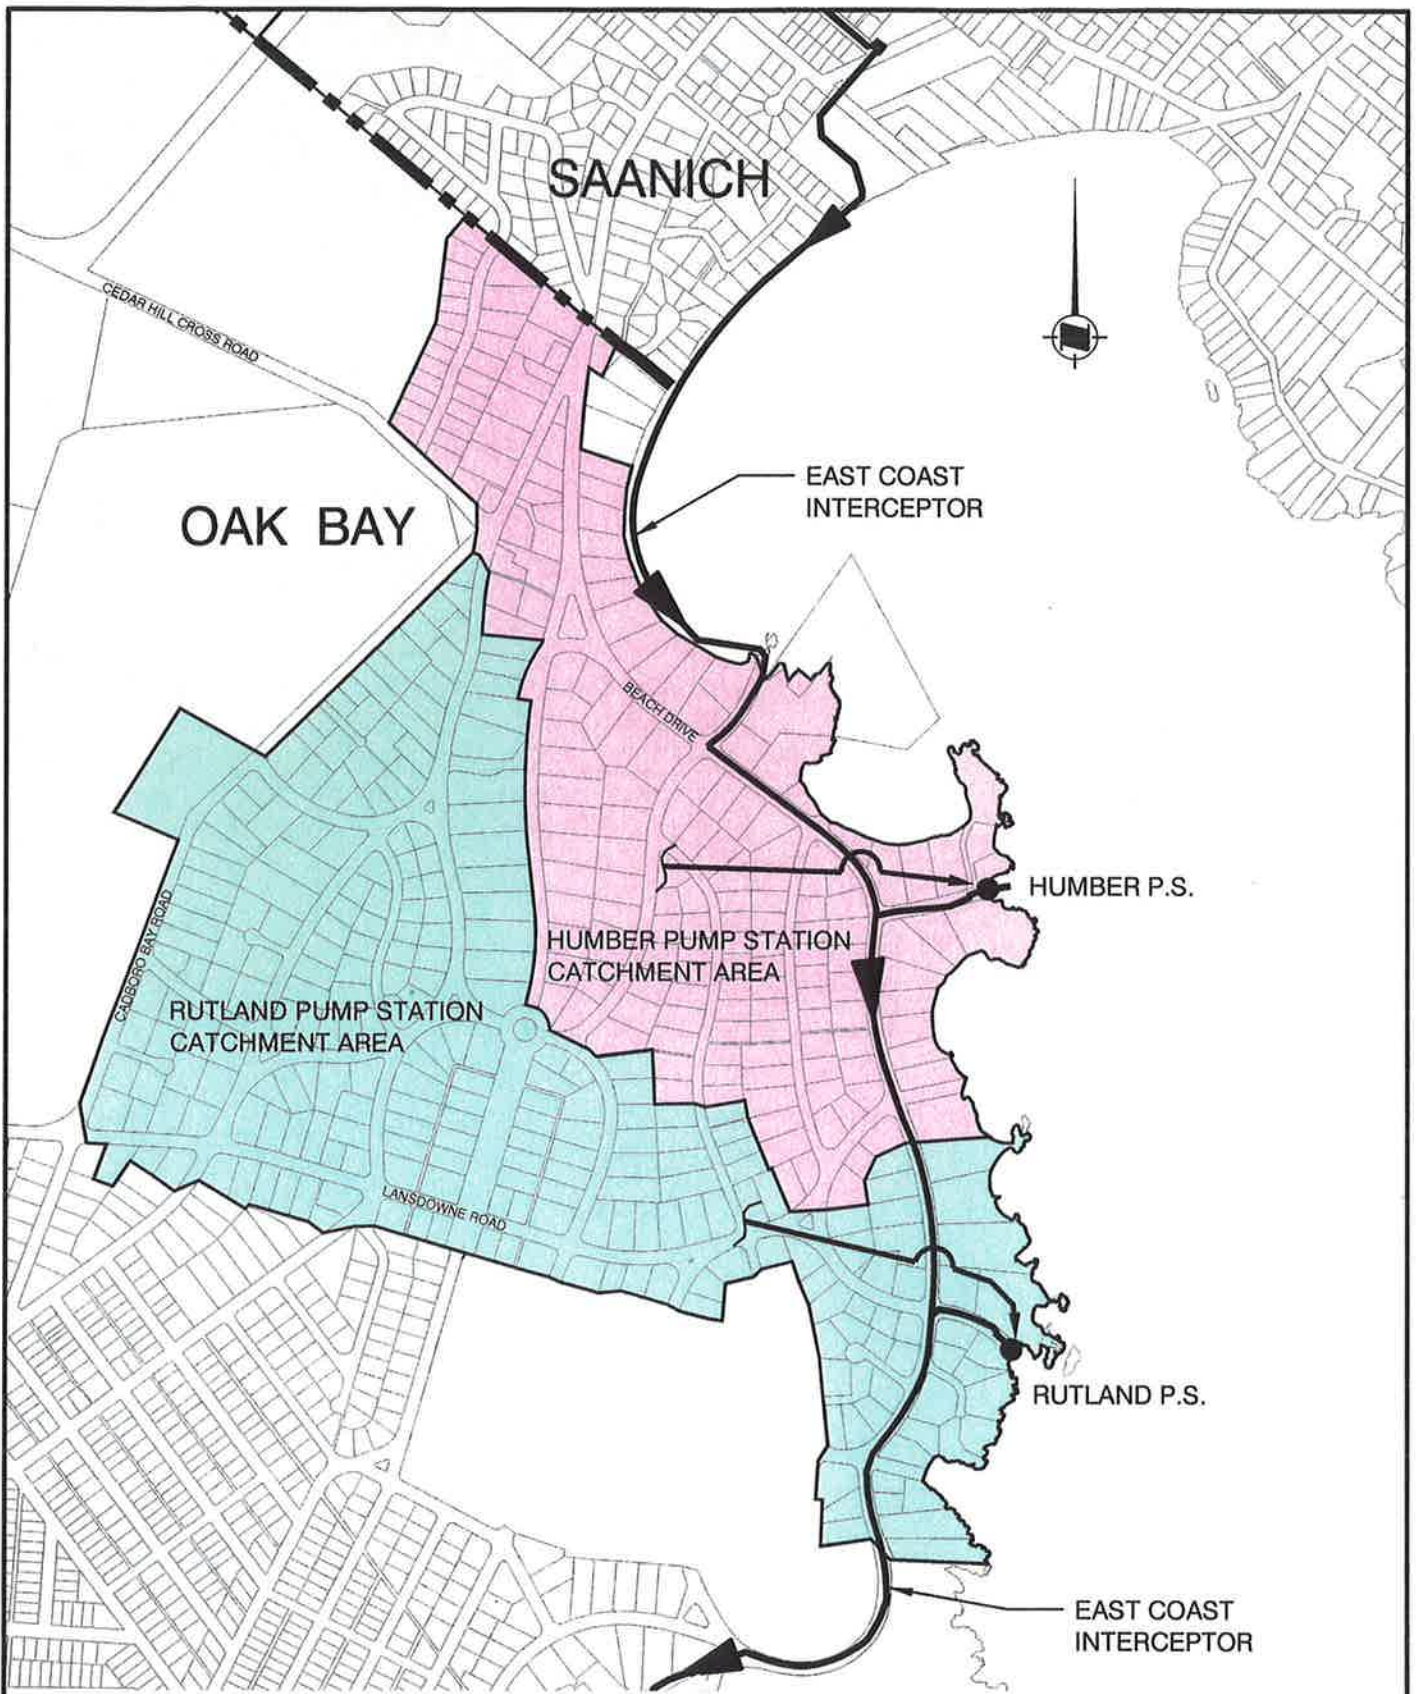 SAANICH
CEDAR HILL CROSS ROAD
EAST COAST
INTERCEPTOR
OAK BAY
BEACH DRIVE
HUMBER P.S.
CADBORO BAY ROAD
HUMBER PUMP STATION
CATCHMENT AREA
RUTLAND PUMP STATION
CATCHMENT AREA
LANSDOWNE ROAD
RUTLAND P.S.
EAST COAST
INTERCEPTOR